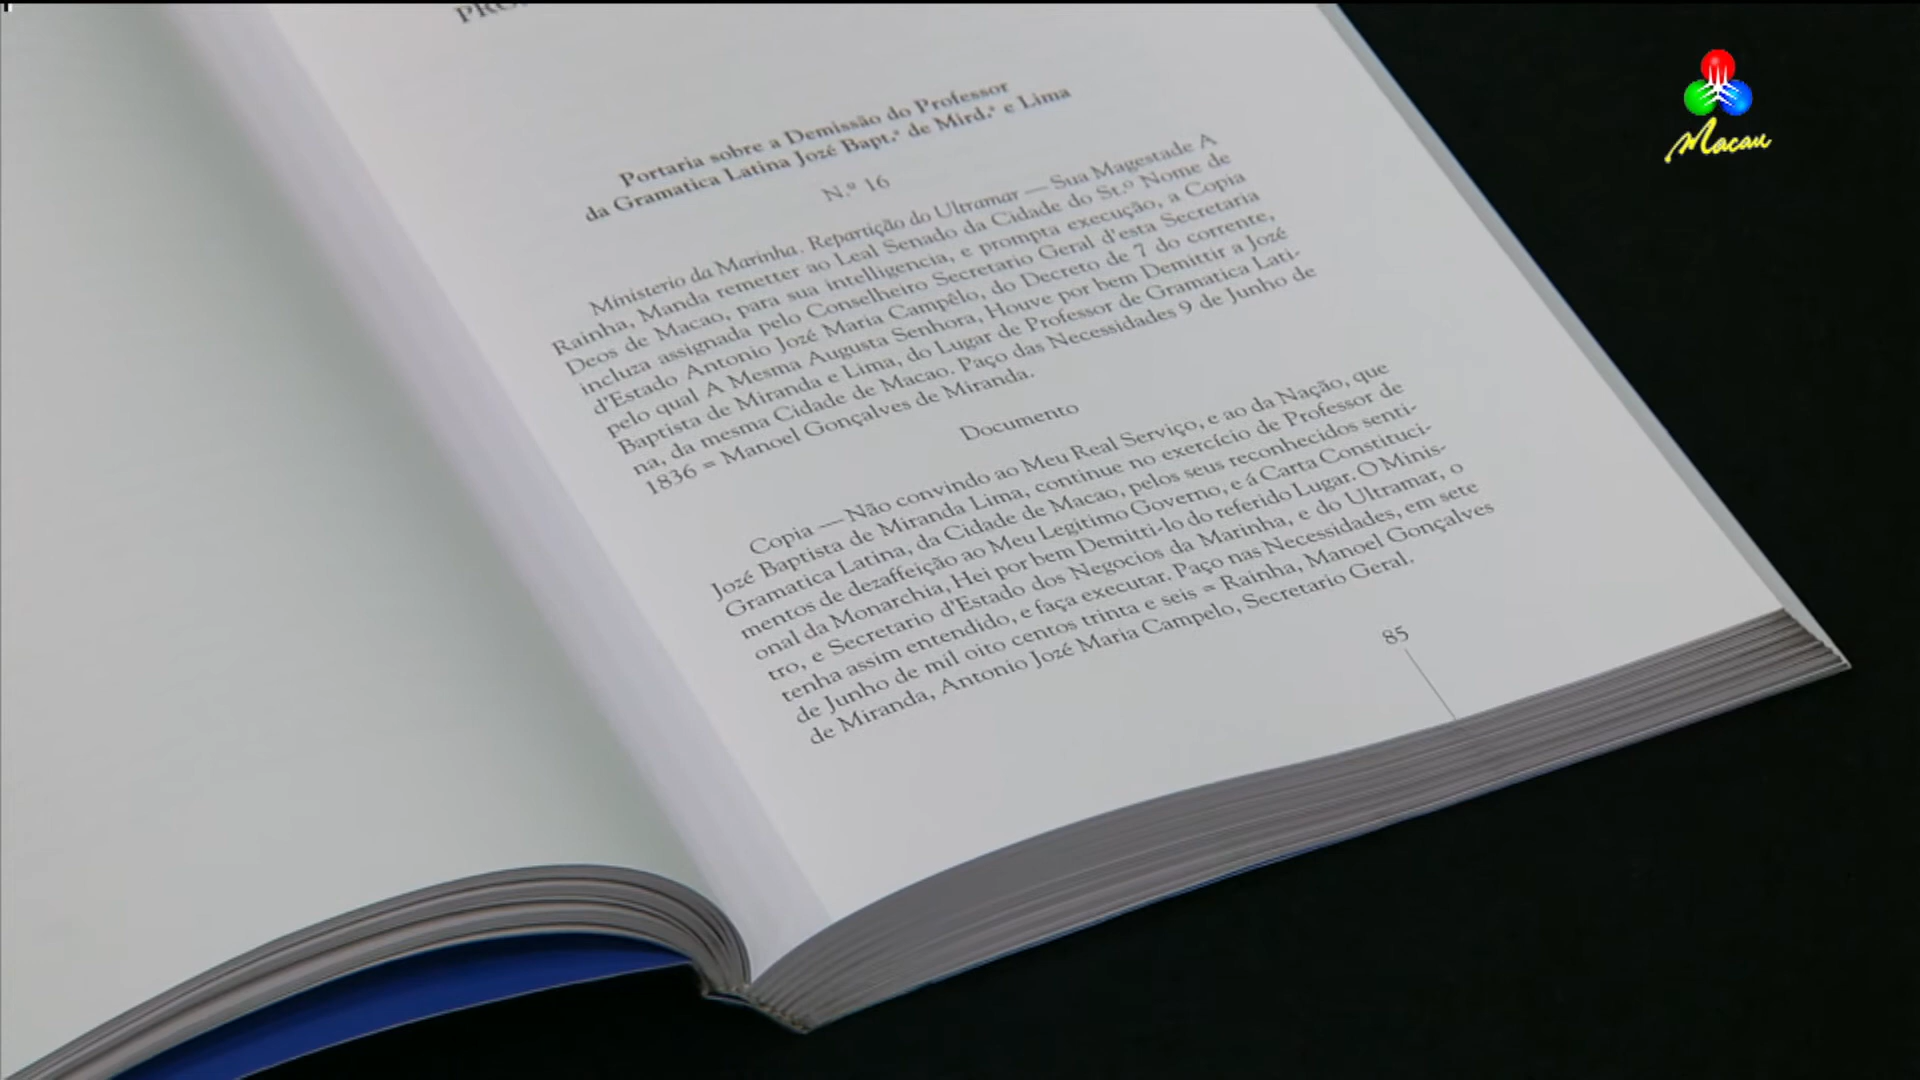 Portaria sobre a Demissão do Professor
da Gramatica Latina Jozé Bapt.ª de Mird.ª e Lima
N.º 16
Ministerio da Marinha. Repartição do Ultramar — Sua Magestade A
Rainha, Manda remetter ao Leal Senado da Cidade do St.º Nome de
Deos de Macao, para sua intelligencia, e prompta execução, a Copia
incluza assignada pelo Conselheiro Secretario Geral d'esta Secretaria
d'Estado Antonio Jozé Maria Campêlo, do Decreto de 7 do corrente,
pelo qual A Mesma Augusta Senhora, Houve por bem Demittir a Jozé
Baptista de Miranda e Lima, do Lugar de Professor de Gramatica Lati-
na, da mesma Cidade de Macao. Paço das Necessidades 9 de Junho de
1836 = Manoel Gonçalves de Miranda.
Documento
Copia — Não convindo ao Meu Real Serviço, e ao da Nação, que
Jozé Baptista de Miranda Lima, continue no exercício de Professor de
Gramatica Latina, da Cidade de Macao, pelos seus reconhecidos senti-
mentos de dezaffeição ao Meu Legitimo Governo, e á Carta Constituci-
onal da Monarchia, Hei por bem Demitti-lo do referido Lugar. O Minis-
tro, e Secretario d'Estado dos Negocios da Marinha, e do Ultramar, o
tenha assim entendido, e faça executar. Paço nas Necessidades, em sete
de Junho de mil oito centos trinta e seis = Rainha, Manoel Gonçalves
de Miranda, Antonio Jozé Maria Campelo, Secretario Geral.
85
Macau